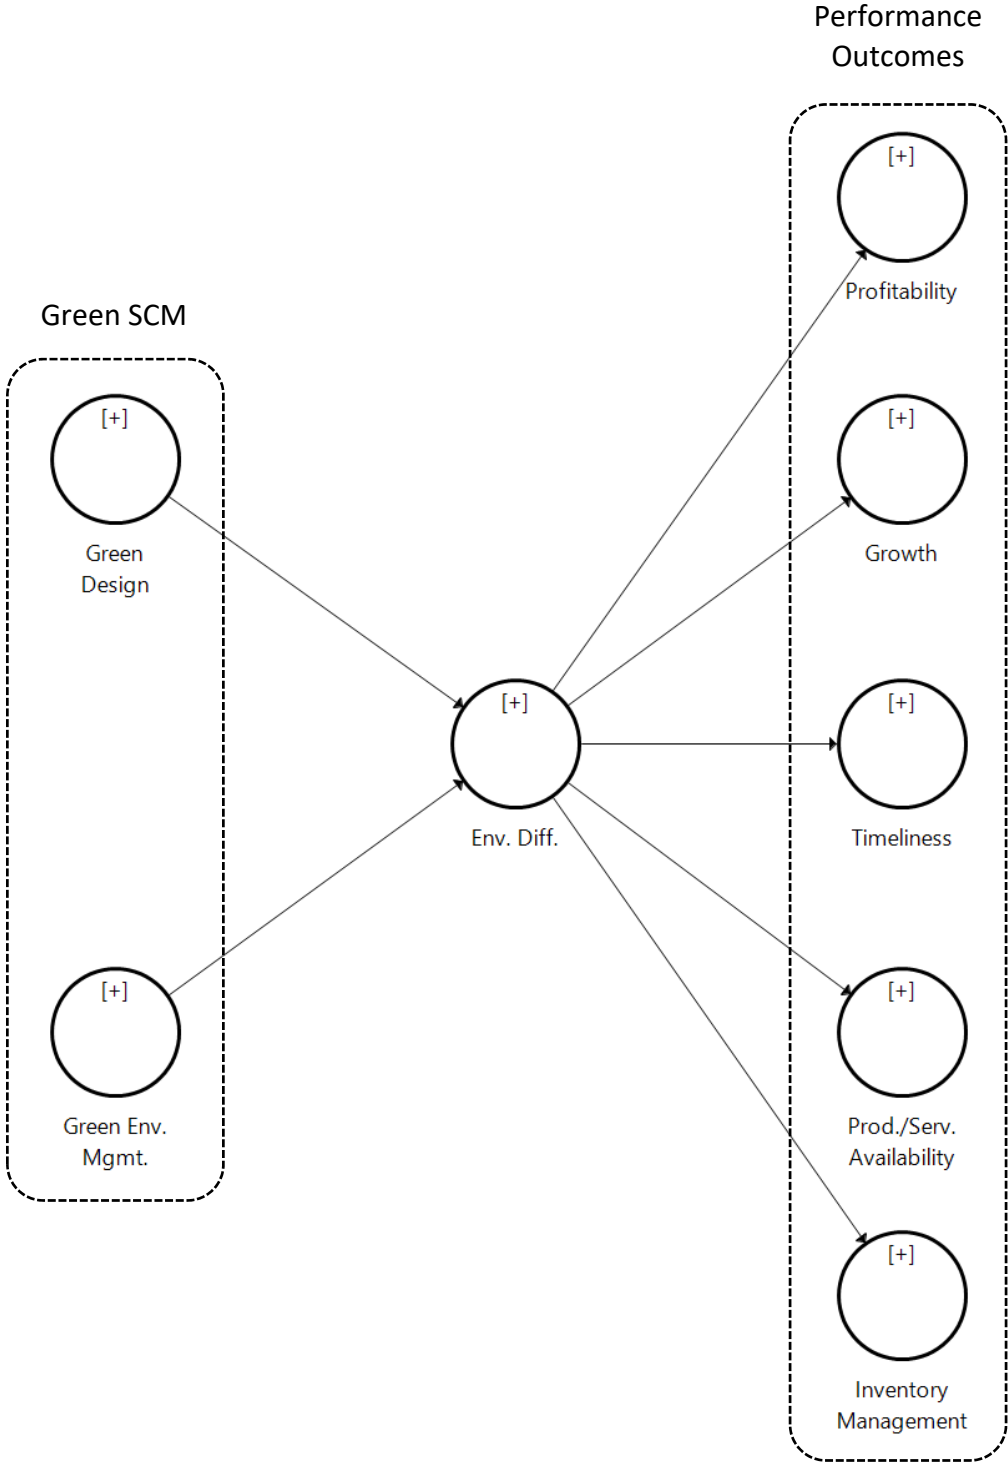 Performance
Outcomes
[+]
Profitability
Green SCM
[+]
Green
Design
[+]
Growth
[+]
Env. Diff.
[+]
Timeliness
[+]
Green Env.
Mgmt.
[+]
Prod./Serv.
Availability
[+]
Inventory
Management